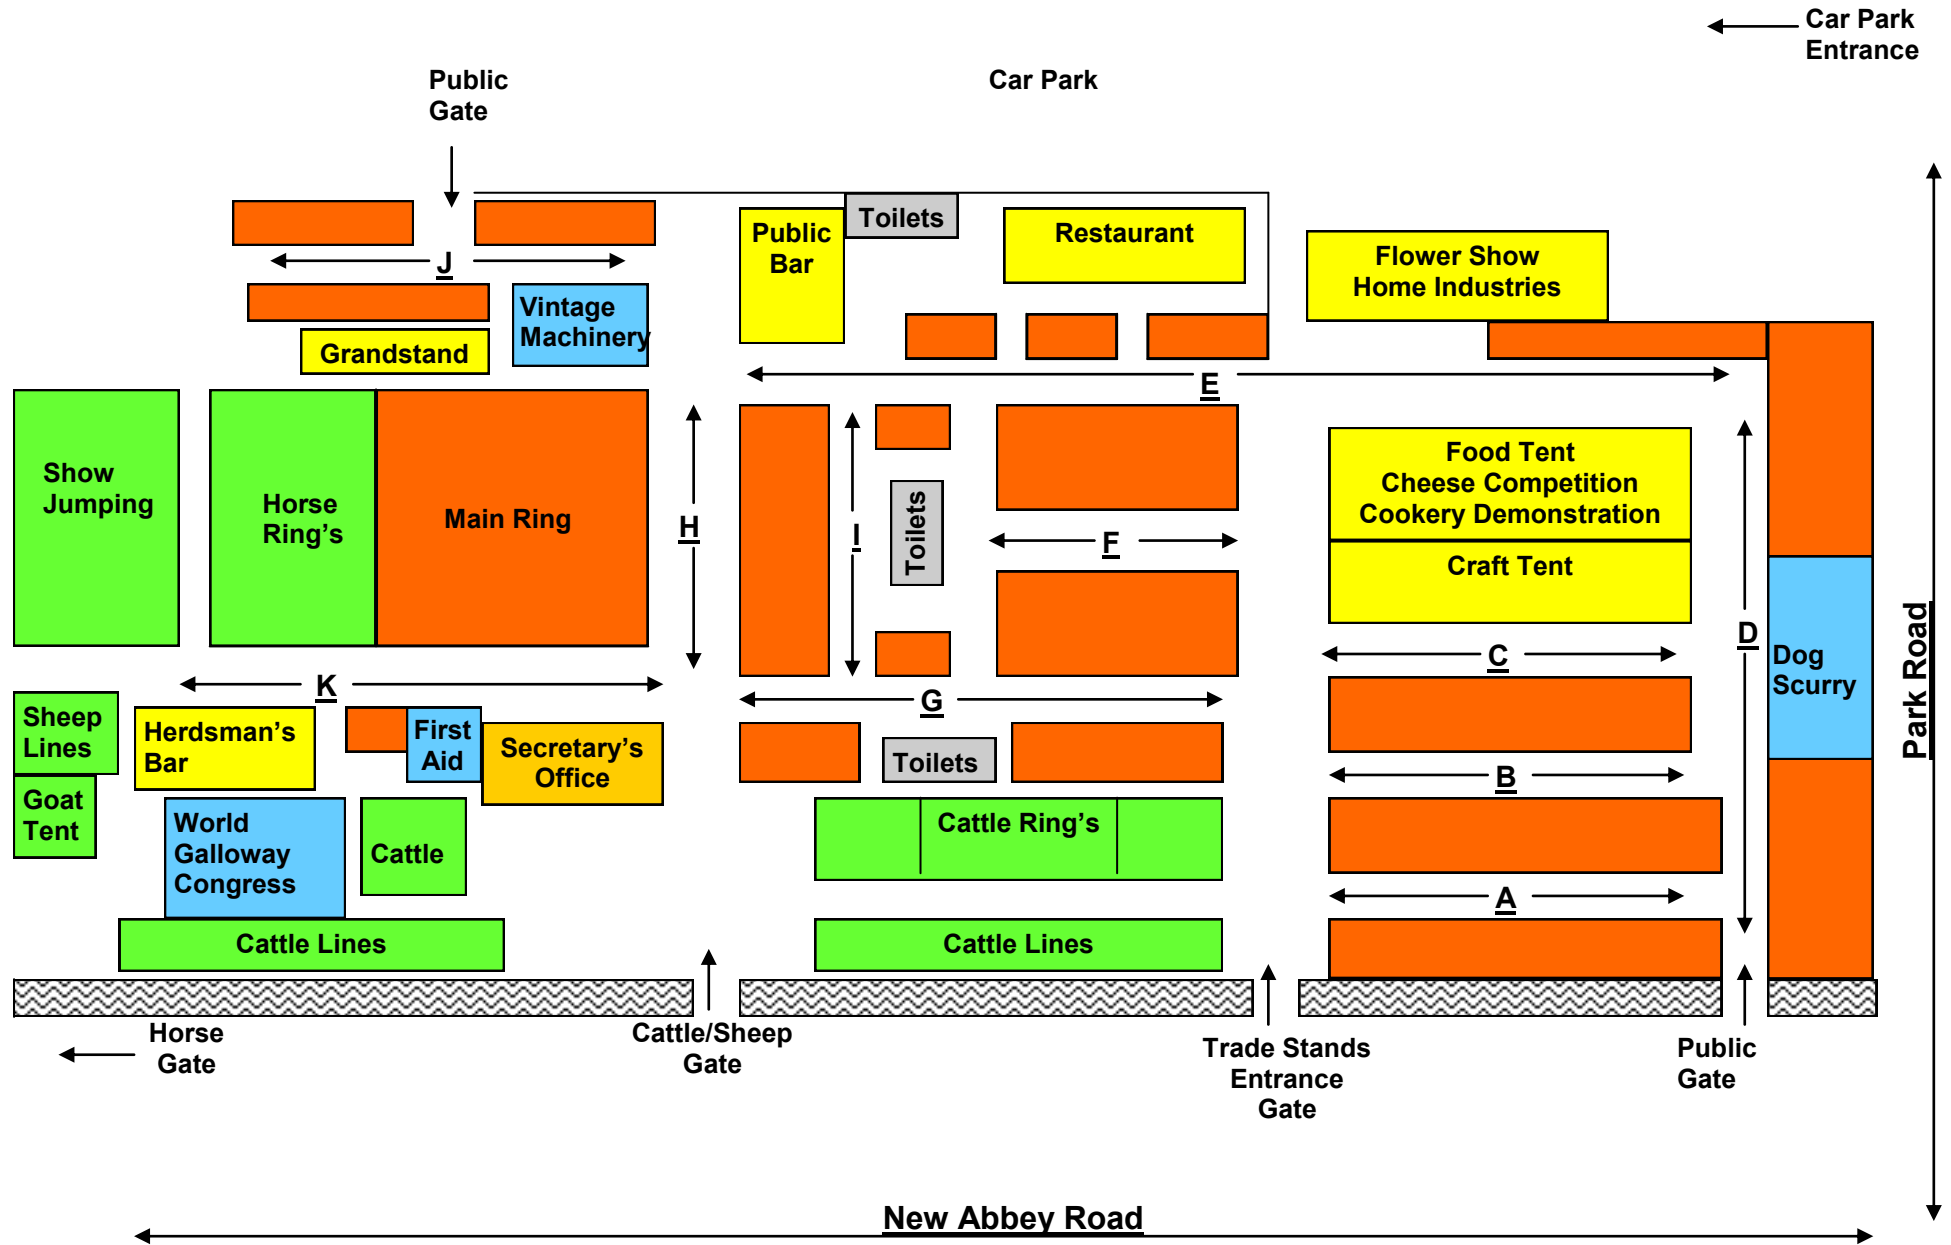 Car Park
Entrance
Public
Gate
Car Park
Public
Bar
Toilets
Restaurant
Flower Show
Home Industries
J
Vintage
Machinery
Grandstand
E
Show
Jumping
Horse
Ring's
Main Ring
H
I
Toilets
F
Food Tent
Cheese Competition
Cookery Demonstration
Craft Tent
D
Dog
Scurry
Park Road
C
K
G
Sheep
Lines
Herdsman's
Bar
First
Aid
Secretary's
Office
Toilets
B
Goat
Tent
World
Galloway
Congress
Cattle
Cattle Ring's
A
Cattle Lines
Cattle Lines
Horse
Gate
Cattle/Sheep
Gate
Trade Stands
Entrance
Gate
Public
Gate
New Abbey Road